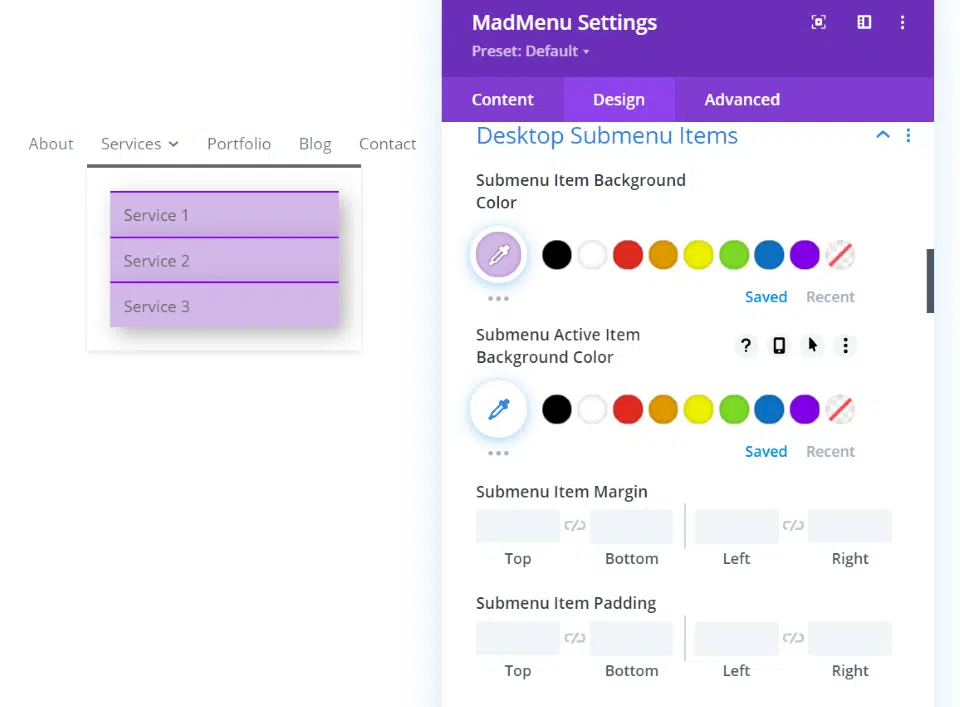 About
Services
Portfolio
Blog
Contact
Service 1
Service 2
Service 3
MadMenu Settings
Preset: Default
Content
Design
Advanced
Desktop Submenu Items
Submenu Item Background
Color
Saved
Recent
Submenu Active Item
Background Color
?
Saved
Recent
Submenu Item Margin
Top
Bottom
Left
Right
Submenu Item Padding
Top
Bottom
Left
Right